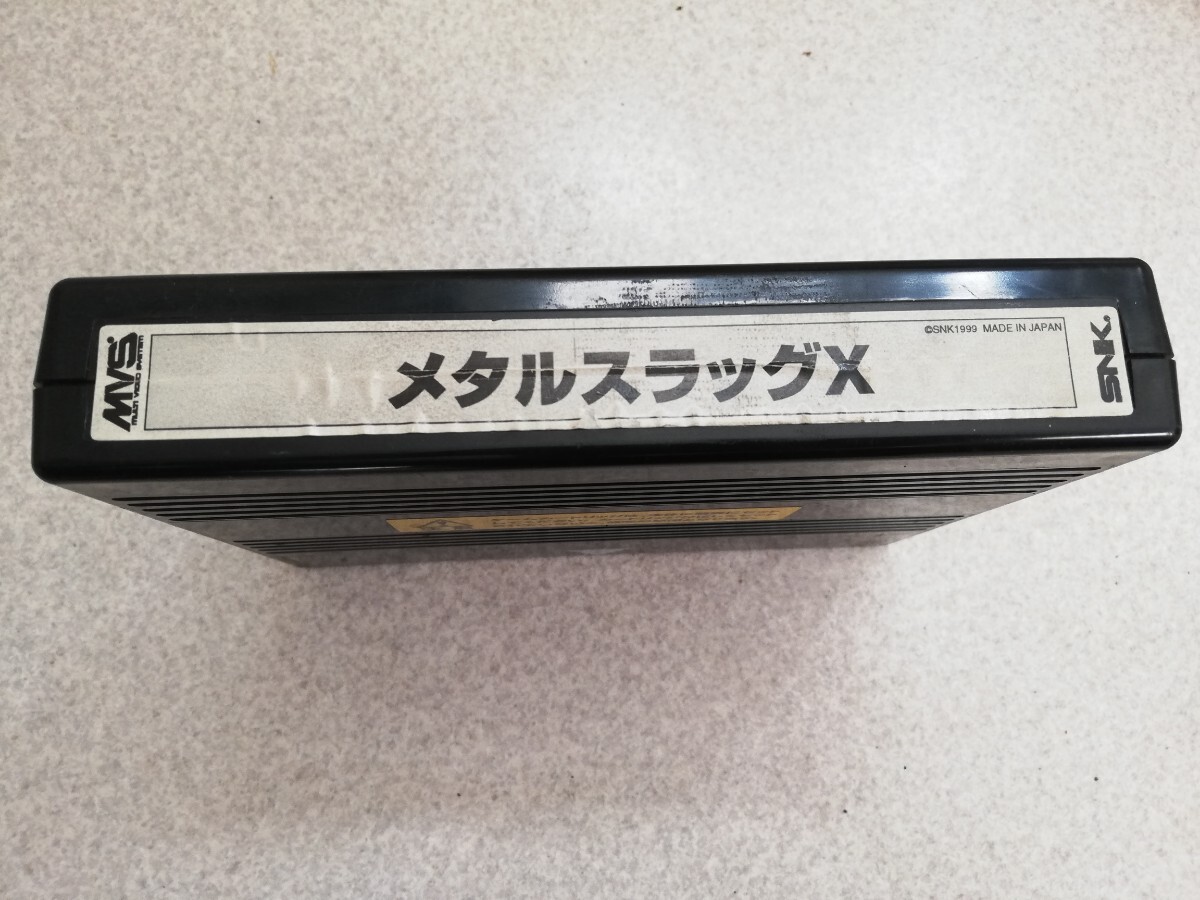 MVS
MULTI VIDEO SYSTEM
メタルスラッグX
©SNK1999 MADE IN JAPAN
SNK